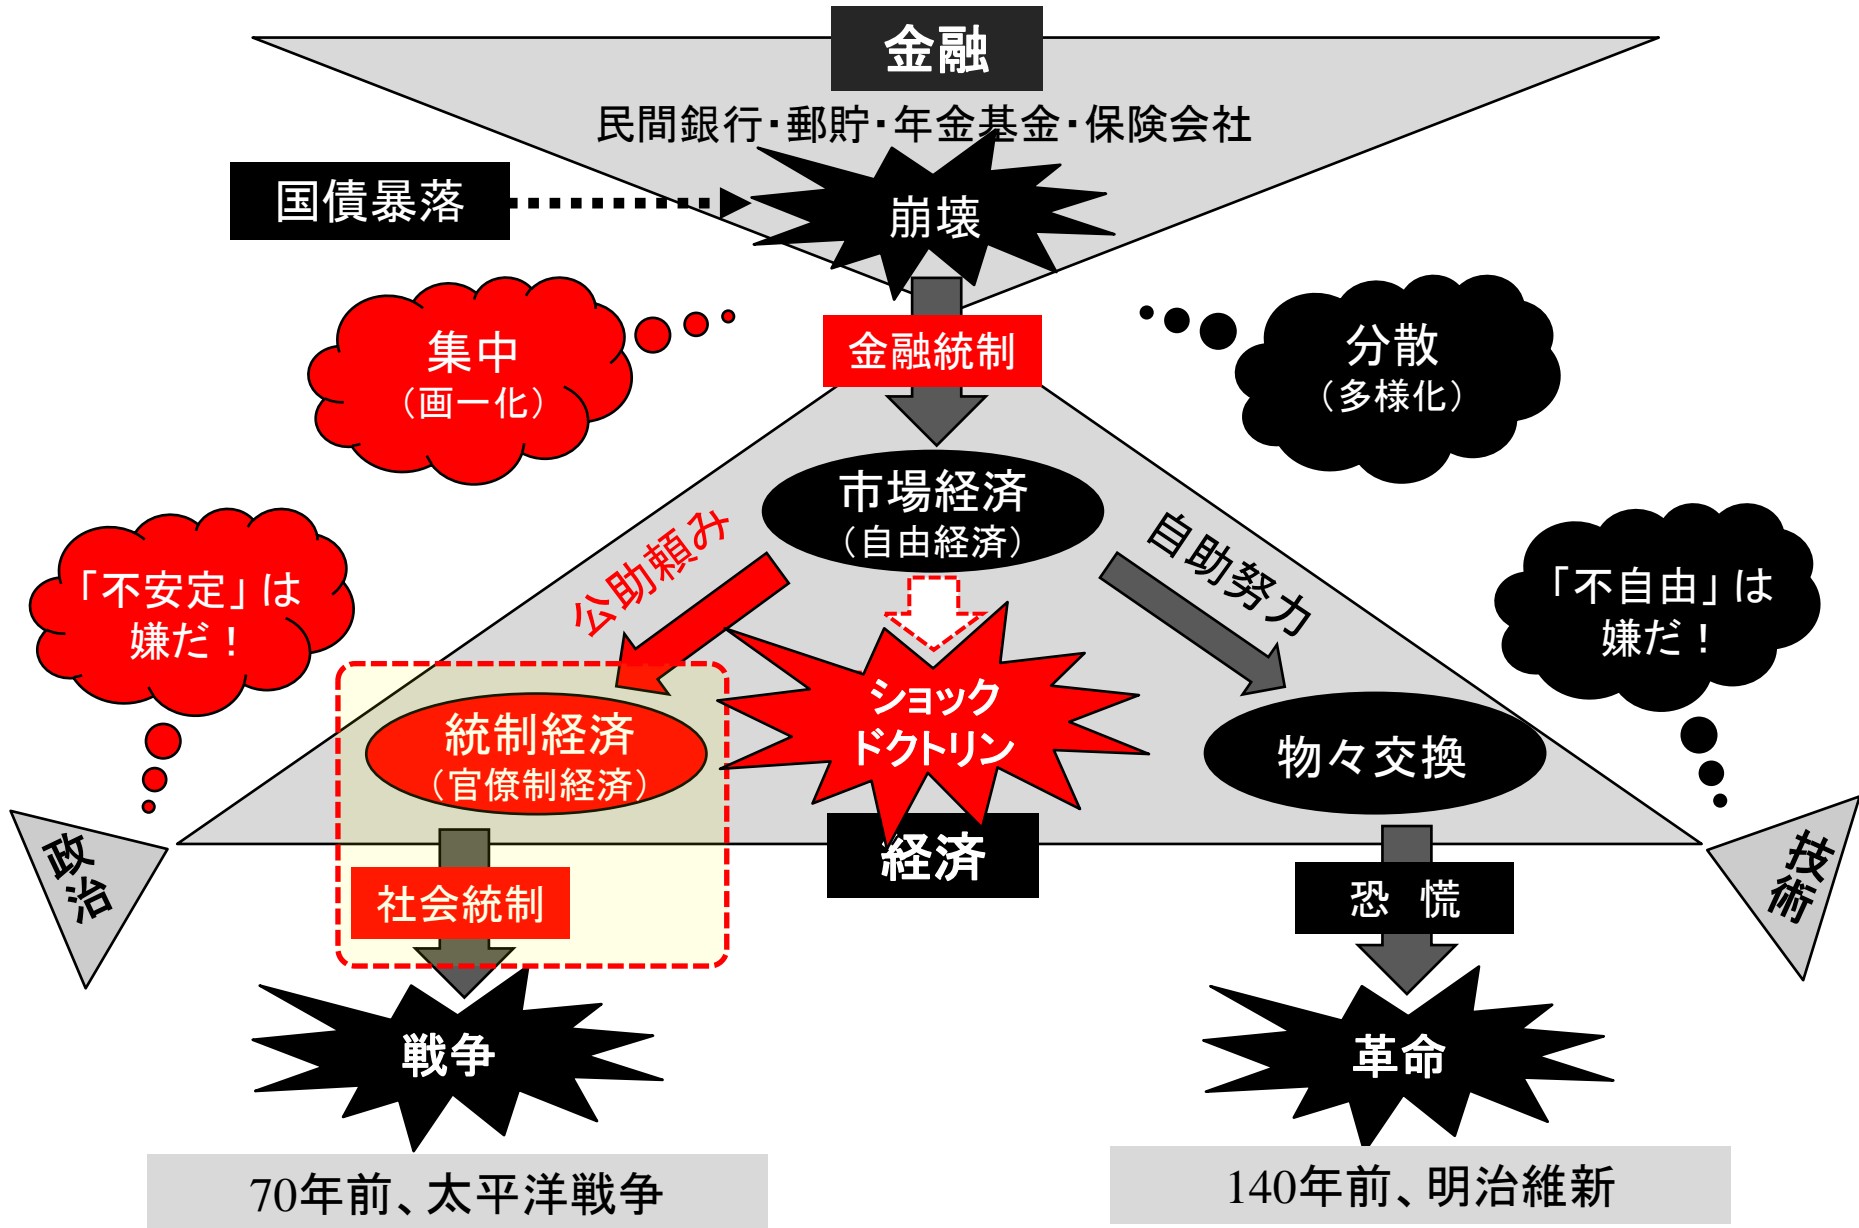 金融
民間銀行・郵貯・年金基金・保険会社
国債暴落
崩壊
集中
（画一化）
金融統制
分散
（多様化）
市場経済
（自由経済）
公助頼み
自助努力
「不安定」は
嫌だ！
「不自由」は
嫌だ！
統制経済
（官僚制経済）
ショック
ドクトリン
物々交換
政治
経済
技術
社会統制
恐　慌
戦争
革命
70年前、太平洋戦争
140年前、明治維新